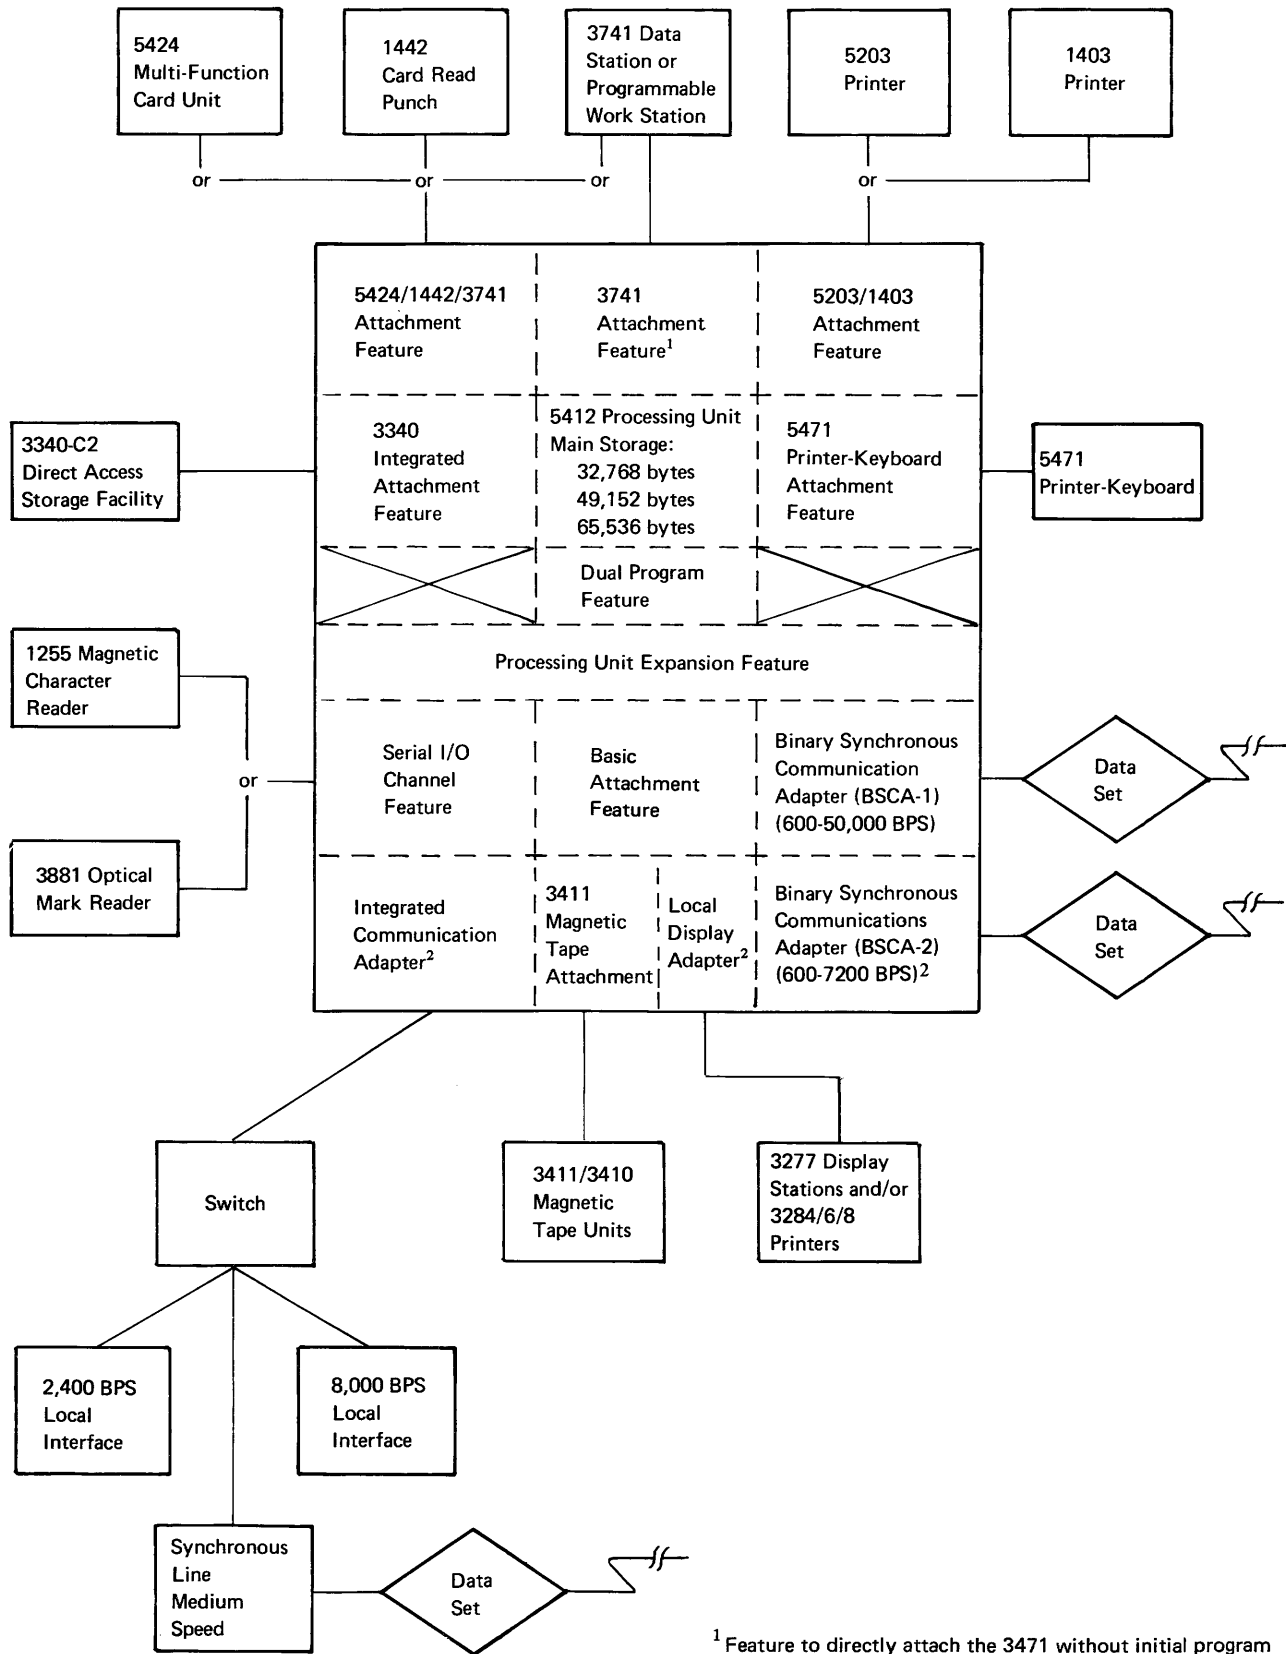 5424
Multi-Function
Card Unit
1442
Card Read
Punch
3741 Data
Station or
Programmable
Work Station
5203
Printer
1403
Printer
or
or
or
or
5424/1442/3741
Attachment
Feature
3741
Attachment
Feature1
5203/1403
Attachment
Feature
3340-C2
Direct Access
Storage Facility
3340
Integrated
Attachment
Feature
5412 Processing Unit
Main Storage:
32,768 bytes
49,152 bytes
65,536 bytes
5471
Printer-Keyboard
Attachment
Feature
5471
Printer-Keyboard
Dual Program
Feature
Processing Unit Expansion Feature
1255 Magnetic
Character
Reader
or
3881 Optical
Mark Reader
Serial I/O
Channel
Feature
Basic
Attachment
Feature
Binary Synchronous
Communication
Adapter (BSCA-1)
(600-50,000 BPS)
Data
Set
Integrated
Communication
Adapter2
3411
Magnetic
Tape
Attachment
Local
Display
Adapter2
Binary Synchronous
Communications
Adapter (BSCA-2)
(600-7200 BPS)2
Data
Set
Switch
3411/3410
Magnetic
Tape Units
3277 Display
Stations and/or
3284/6/8
Printers
2,400 BPS
Local
Interface
8,000 BPS
Local
Interface
Synchronous
Line
Medium
Speed
Data
Set
1 Feature to directly attach the 3471 without initial program